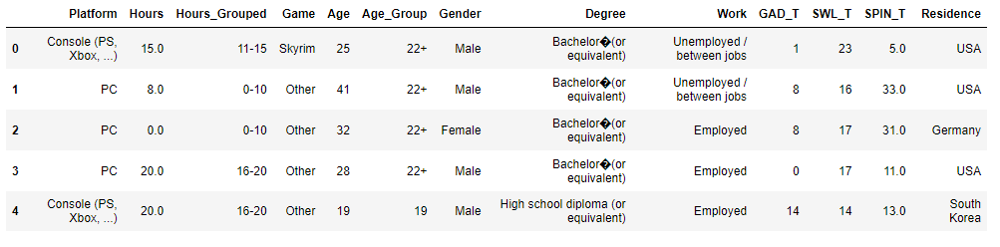 Platform Hours Hours_Grouped Game Age Age_Group Gender Degree Work GAD_T SWL_T SPIN_T Residence
0 Console (PS, Xbox, ...) 15.0 11-15 Skyrim 25 22+ Male Bachelor�(or equivalent) Unemployed / between jobs 1 23 5.0 USA
1 PC 8.0 0-10 Other 41 22+ Male Bachelor�(or equivalent) Unemployed / between jobs 8 16 33.0 USA
2 PC 0.0 0-10 Other 32 22+ Female Bachelor�(or equivalent) Employed 8 17 31.0 Germany
3 PC 20.0 16-20 Other 28 22+ Male Bachelor�(or equivalent) Employed 0 17 11.0 USA
4 Console (PS, Xbox, ...) 20.0 16-20 Other 19 19 Male High school diploma (or equivalent) Employed 14 14 13.0 South Korea